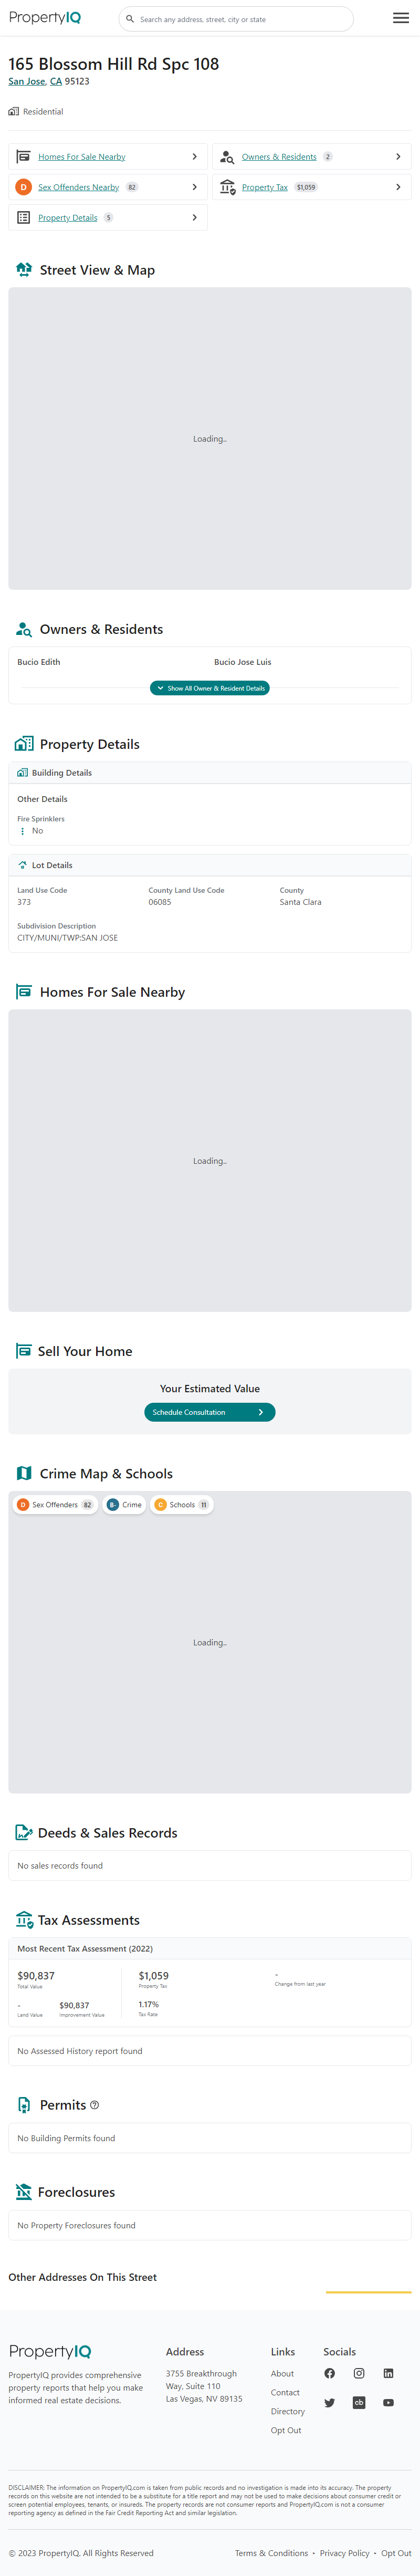 PropertyIQ
Search any address, street, city or state
165 Blossom Hill Rd Spc 108
San Jose, CA 95123
Residential
Homes For Sale Nearby
Owners & Residents 2
D Sex Offenders Nearby 82
Property Tax $1,059
Property Details 5
Street View & Map
Loading..
Owners & Residents
Bucio Edith Bucio Jose Luis
Show All Owner & Resident Details
Property Details
Building Details
Other Details
Fire Sprinklers
No
Lot Details
Land Use Code County Land Use Code County
373 06085 Santa Clara
Subdivision Description
CITY/MUNI/TWP:SAN JOSE
Homes For Sale Nearby
Loading..
Sell Your Home
Your Estimated Value
Schedule Consultation
Crime Map & Schools
D Sex Offenders 82 B- Crime C Schools 11
Loading..
Deeds & Sales Records
No sales records found
Tax Assessments
Most Recent Tax Assessment (2022)
$90,837 $1,059 -
Total Value Property Tax Change from last year
- $90,837 1.17%
Land Value Improvement Value Tax Rate
No Assessed History report found
Permits
No Building Permits found
Foreclosures
No Property Foreclosures found
Other Addresses On This Street
PropertyIQ
PropertyIQ provides comprehensive
property reports that help you make
informed real estate decisions.
Address
3755 Breakthrough
Way, Suite 110
Las Vegas, NV 89135
Links
About
Contact
Directory
Opt Out
Socials
cb
DISCLAIMER: The information on PropertyIQ.com is taken from public records and no investigation is made into its accuracy. The property
records on this website are not intended to be a substitute for a title report and may not be used to make decisions about consumer credit or
screen potential employees, tenants, or insureds. The property records are not consumer reports and PropertyIQ.com is not a consumer
reporting agency as defined in the Fair Credit Reporting Act and similar legislation.
© 2023 PropertyIQ. All Rights Reserved
Terms & Conditions • Privacy Policy • Opt Out